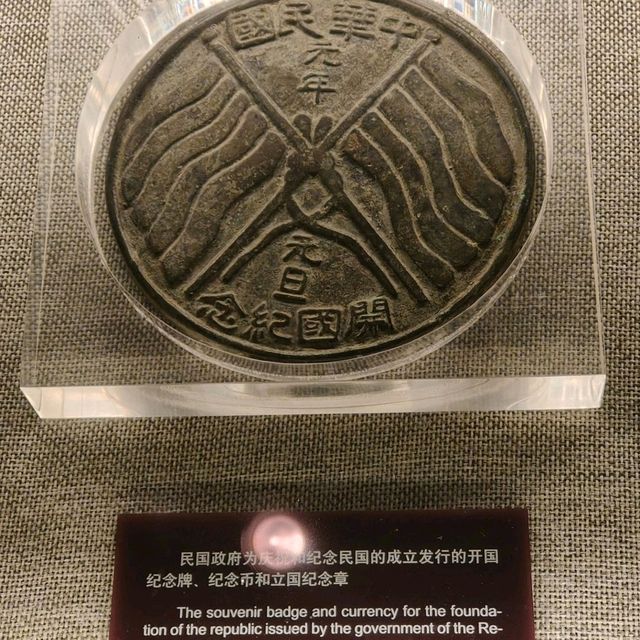 中華民國
元年
元旦
開國紀念
民国政府为庆祝和纪念民国的成立发行的开国
纪念牌、纪念币和立国纪念章
The souvenir badge and currency for the founda-
tion of the republic issued by the government of the Re-